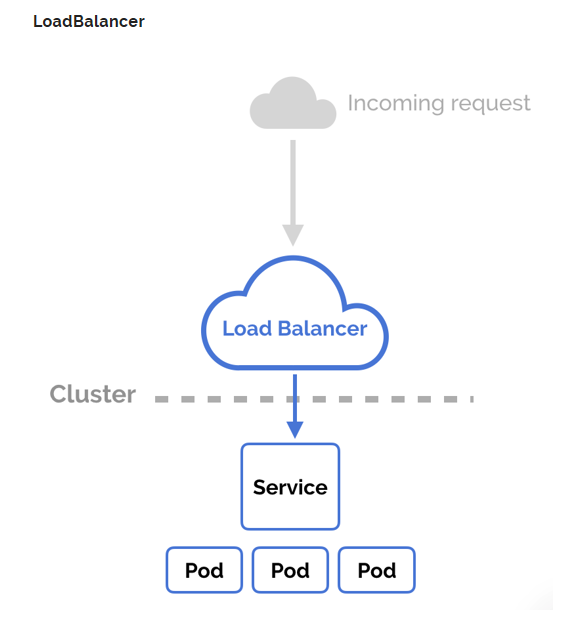 LoadBalancer
Incoming request
Load Balancer
Cluster
Service
Pod Pod Pod